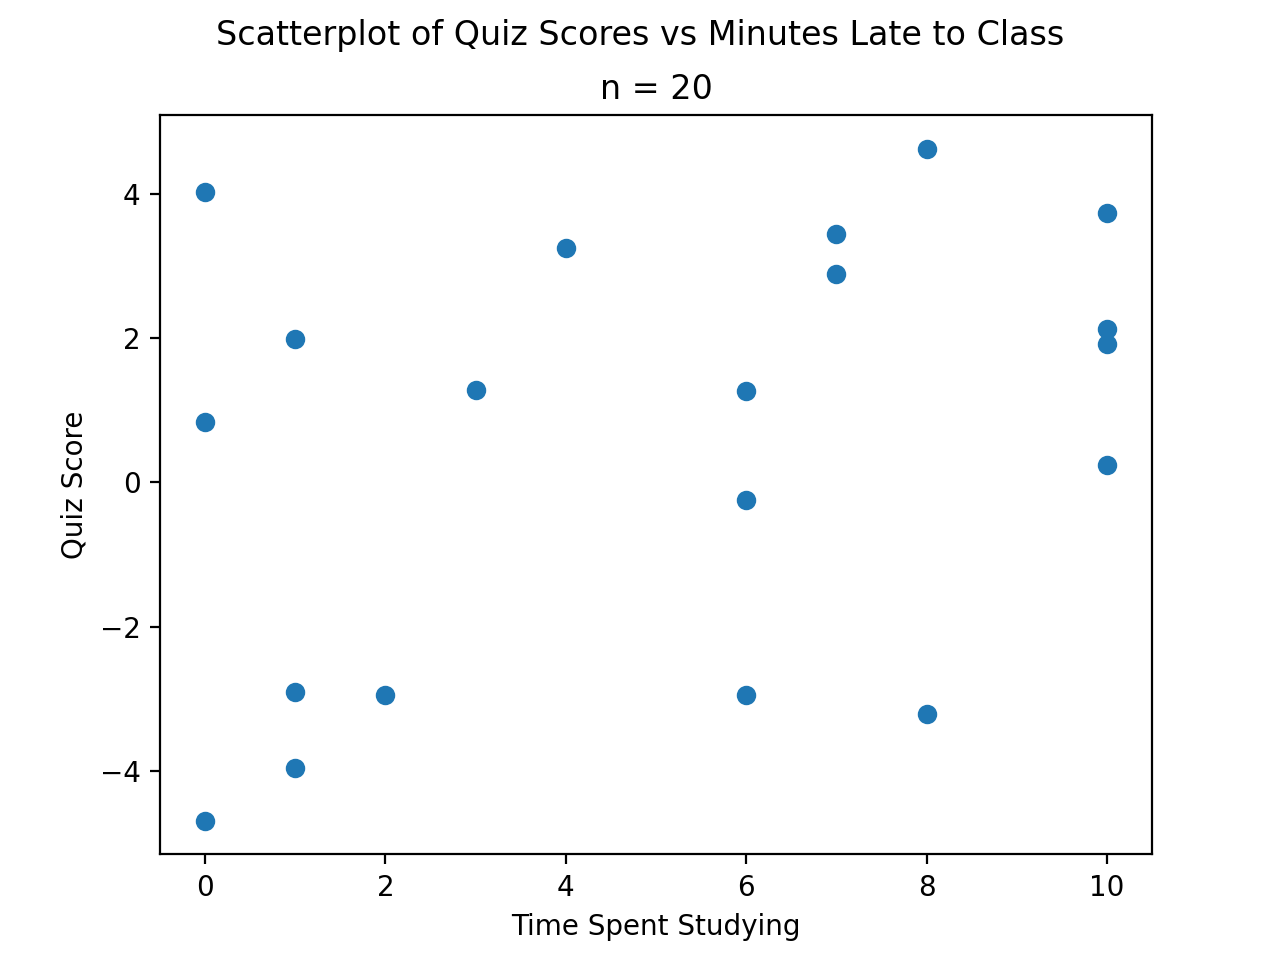 Scatterplot of Quiz Scores vs Minutes Late to Class
n = 20
4
2
0
−2
−4
Quiz Score
0 2 4 6 8 10
Time Spent Studying